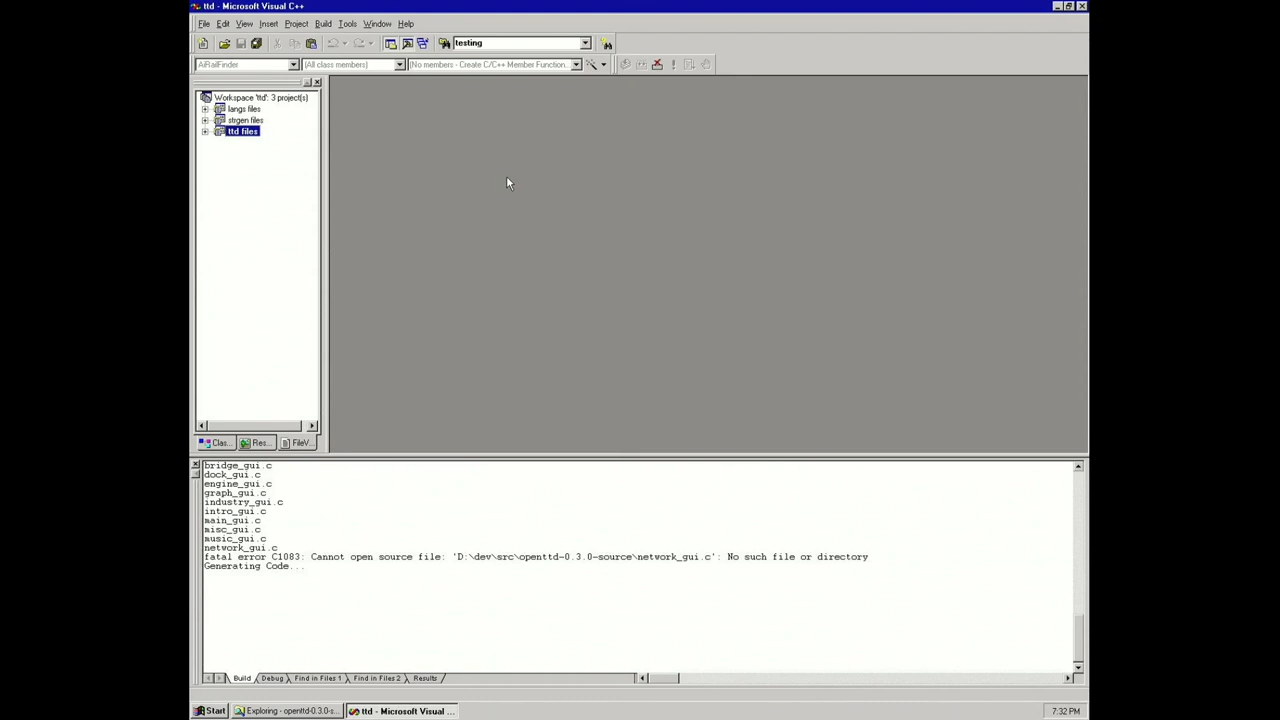 ttd - Microsoft Visual C++
File Edit View Insert Project Build Tools Window Help
testing
AiRailFinder (All class members) (No members - Create C/C++ Member Function...
Workspace 'ttd': 3 project(s)
langs files
strgen files
ttd files
Clas... Res... FileV...
bridge_gui.c
dock_gui.c
engine_gui.c
graph_gui.c
industry_gui.c
intro_gui.c
main_gui.c
misc_gui.c
music_gui.c
network_gui.c
fatal error C1083: Cannot open source file: 'D:\dev\src\openttd-0.3.0-source\network_gui.c': No such file or directory
Generating Code...
Build Debug Find in Files 1 Find in Files 2 Results
Start Exploring - openttd-0.3.0-s... ttd - Microsoft Visual ... 7:32 PM